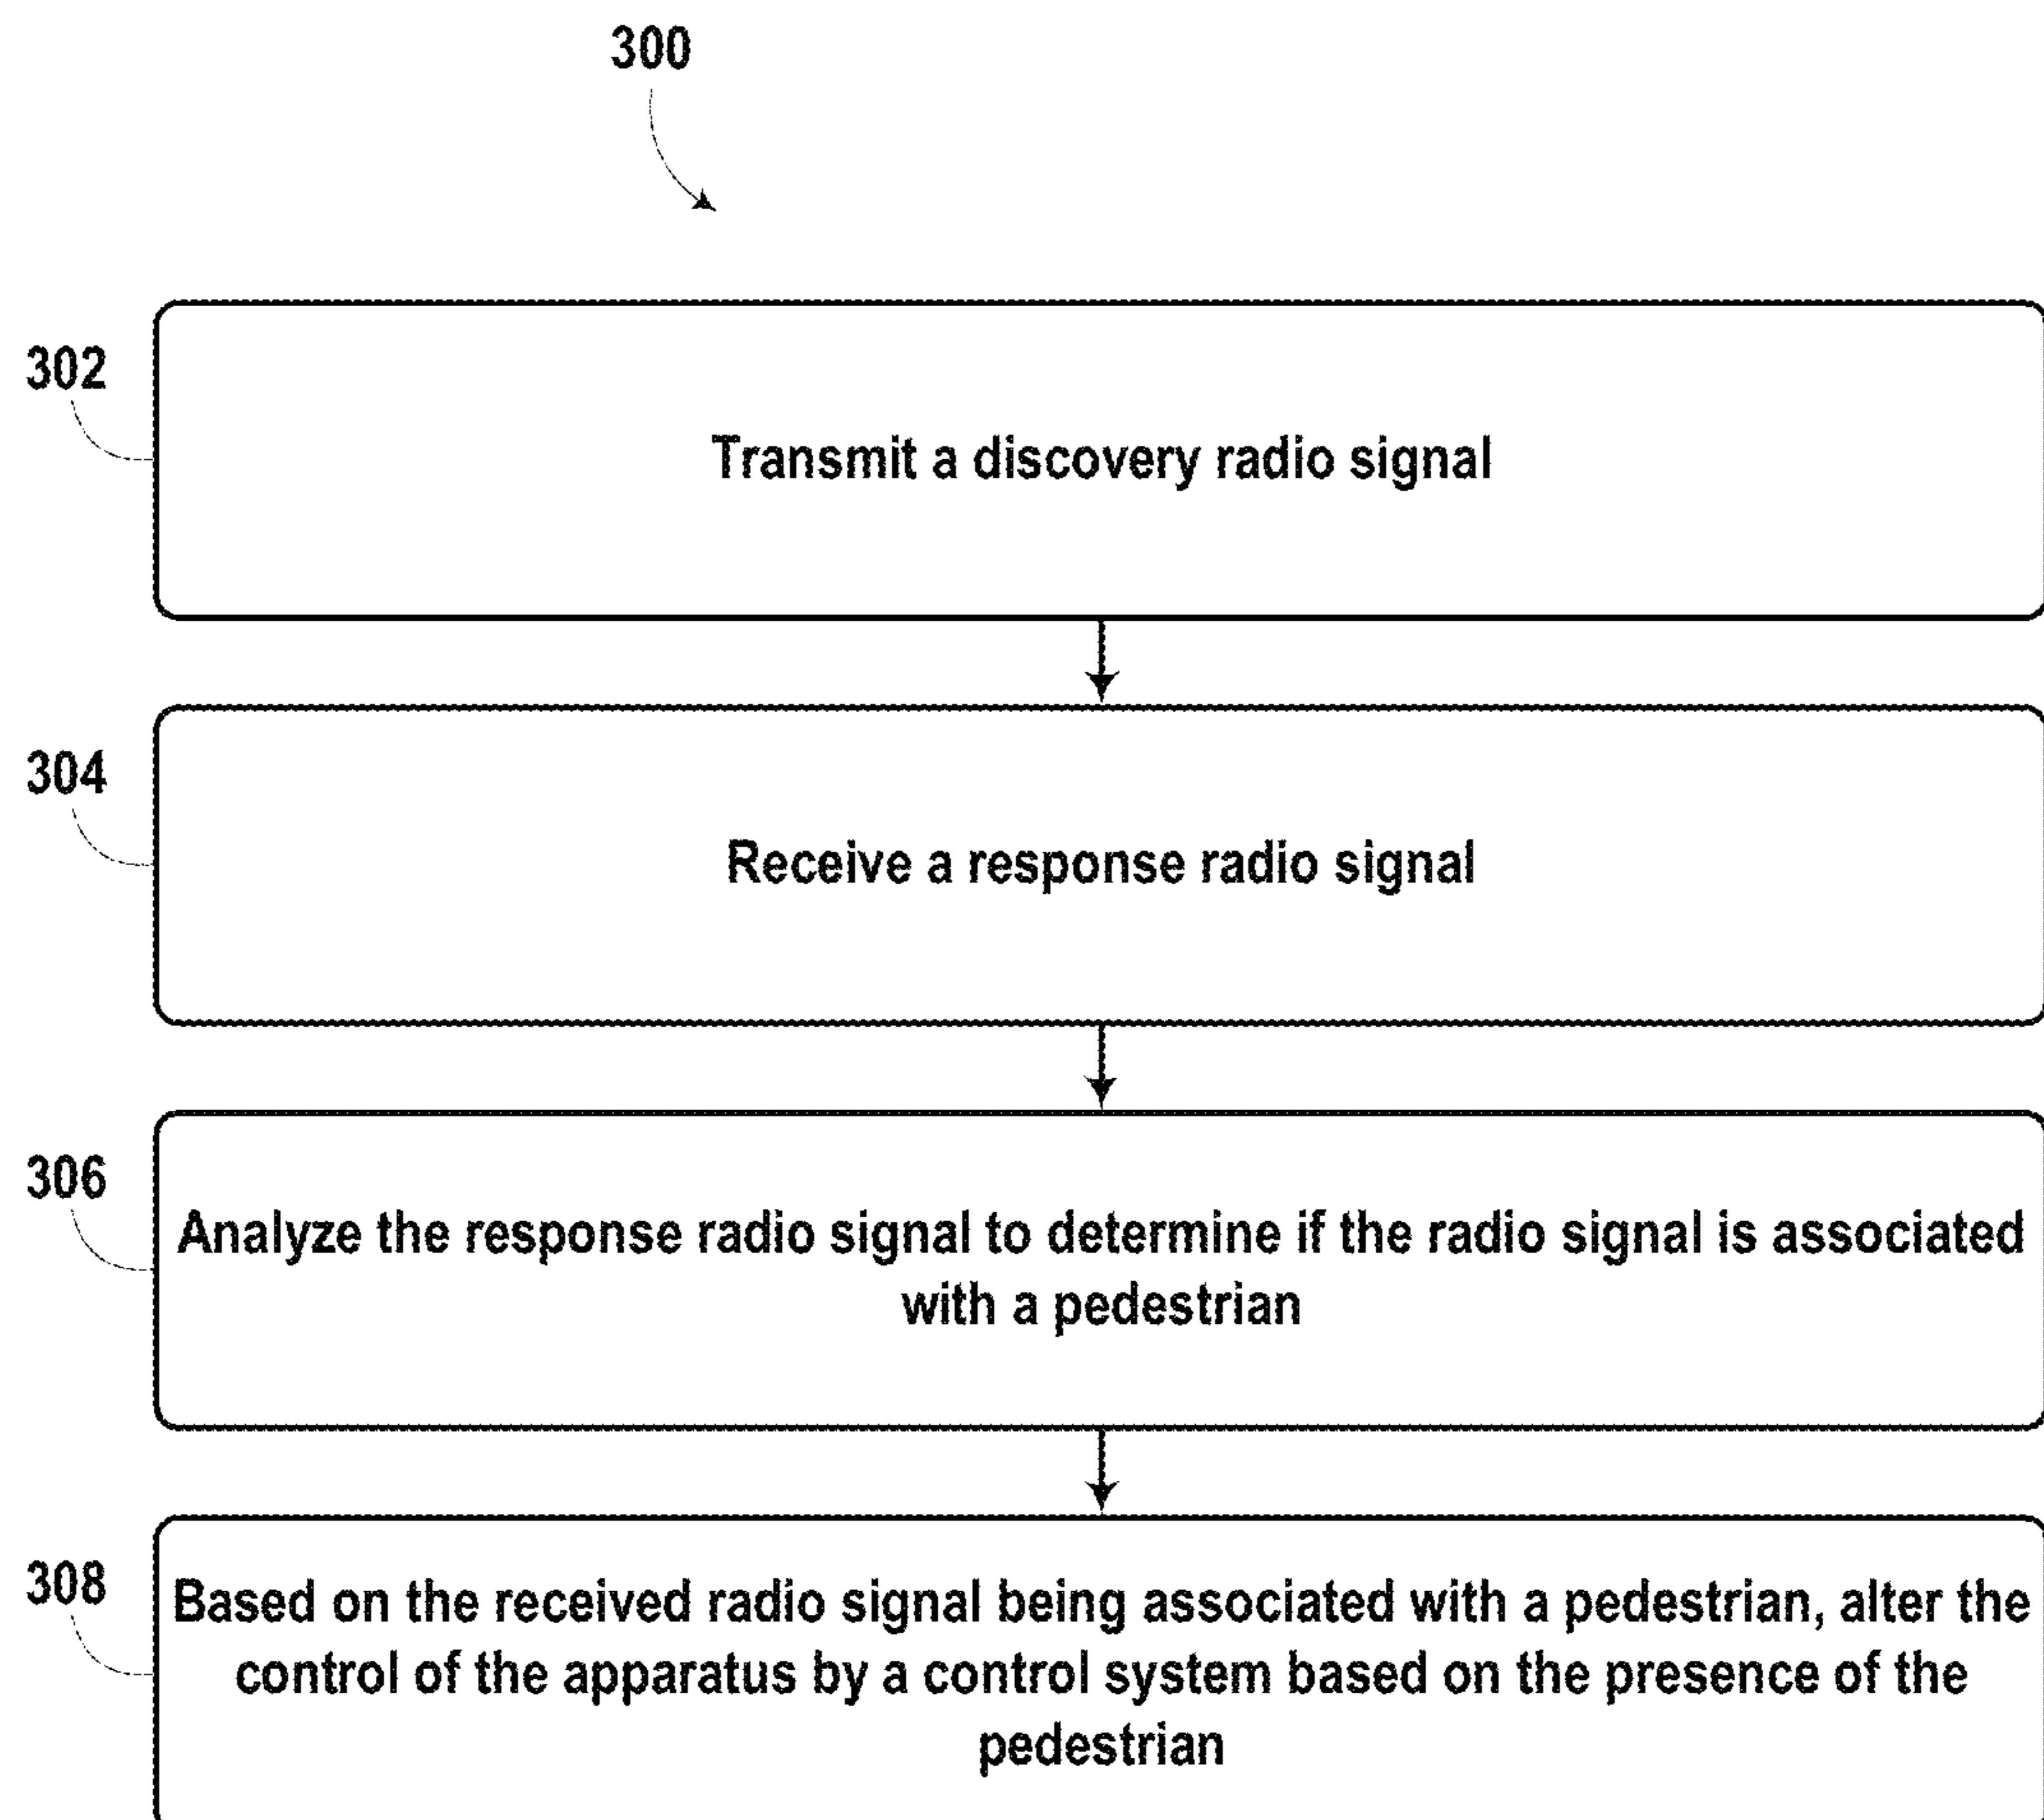 300
302
Transmit a discovery radio signal
304
Receive a response radio signal
306
Analyze the response radio signal to determine if the radio signal is associated
with a pedestrian
308
Based on the received radio signal being associated with a pedestrian, alter the
control of the apparatus by a control system based on the presence of the
pedestrian